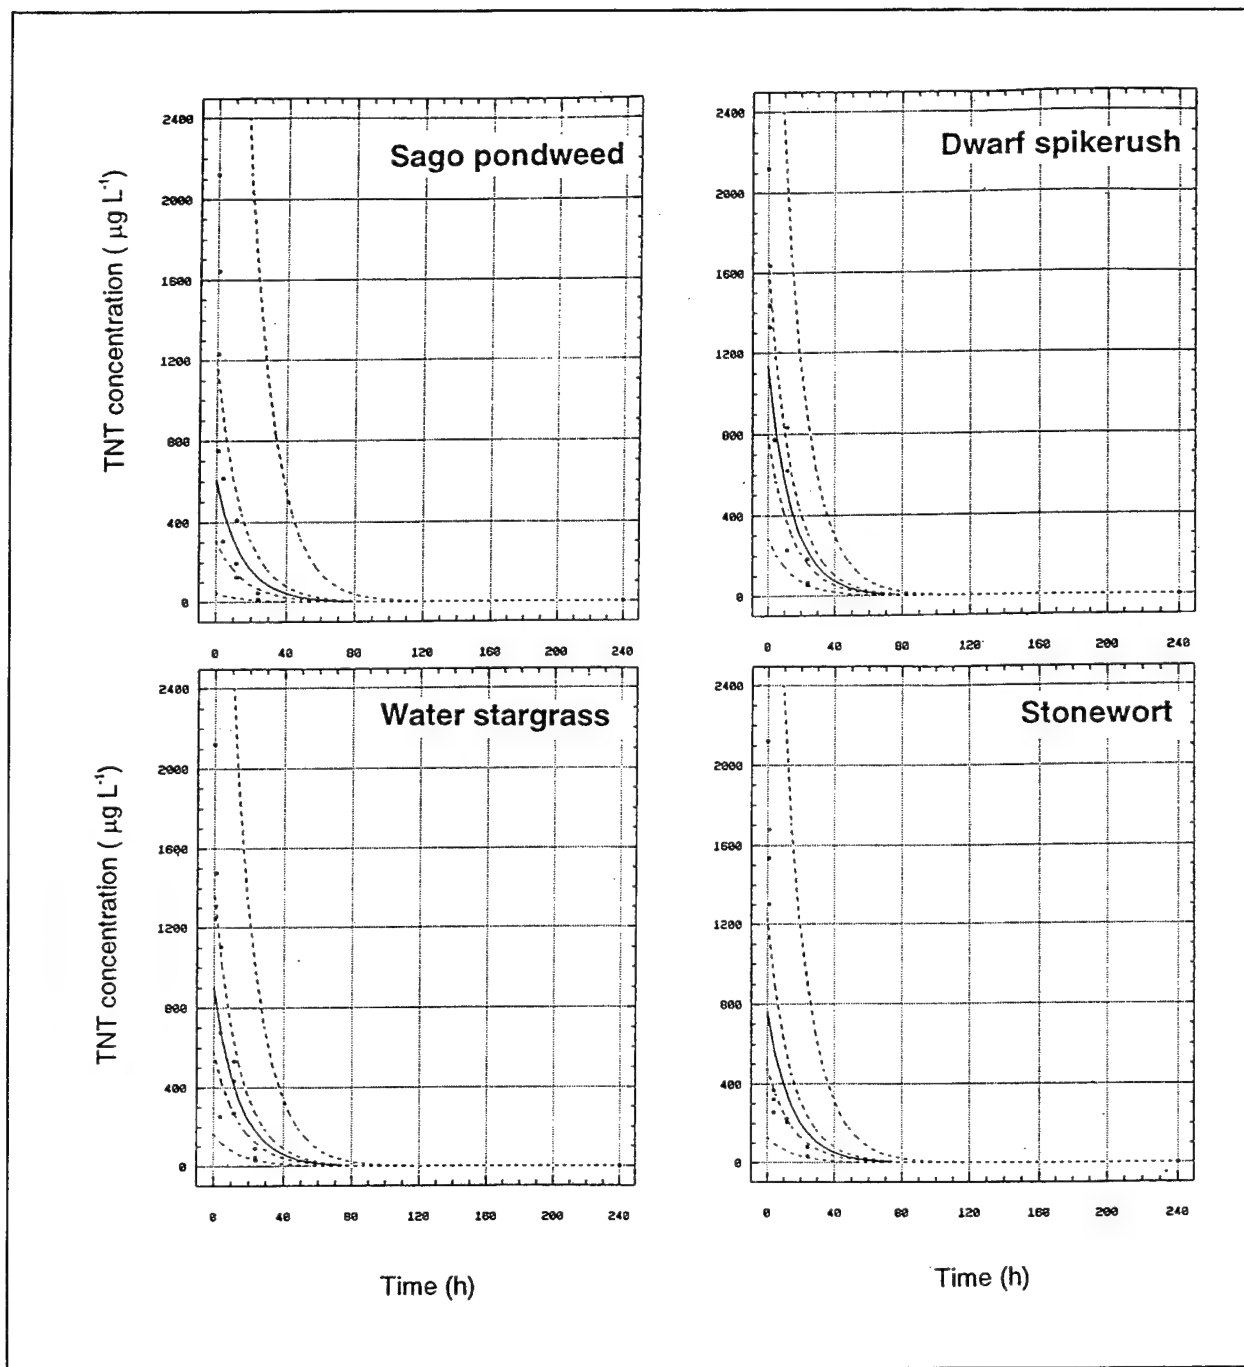 Sago pondweed
TNT concentration ( µg L⁻¹)
2400
2000
1600
1200
800
400
0
0 40 80 120 160 200 240
Dwarf spikerush
2400
2000
1600
1200
800
400
0
0 40 80 120 160 200 240
Water stargrass
TNT concentration ( µg L⁻¹)
2400
2000
1600
1200
800
400
0
0 40 80 120 160 200 240
Time (h)
Stonewort
2400
2000
1600
1200
800
400
0
0 40 80 120 160 200 240
Time (h)